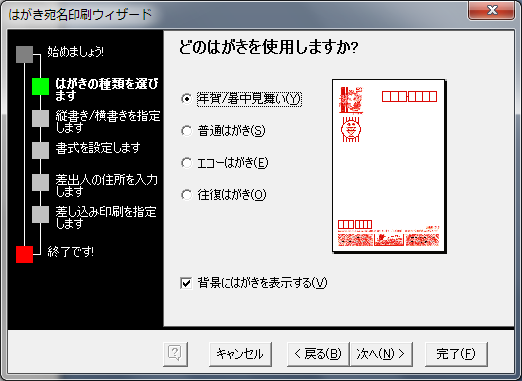 はがき宛名印刷ウィザード
始めましょう!
はがきの種類を選び
ます
縦書き/横書きを指定
します
書式を設定します
差出人の住所を入力
します
差し込み印刷を指定
します
終了です!
どのはがきを使用しますか?
年賀/暑中見舞い(Y)
普通はがき(S)
エコーはがき(E)
往復はがき(O)
背景にはがきを表示する(V)
?
キャンセル
< 戻る(B)
次へ(N) >
完了(F)